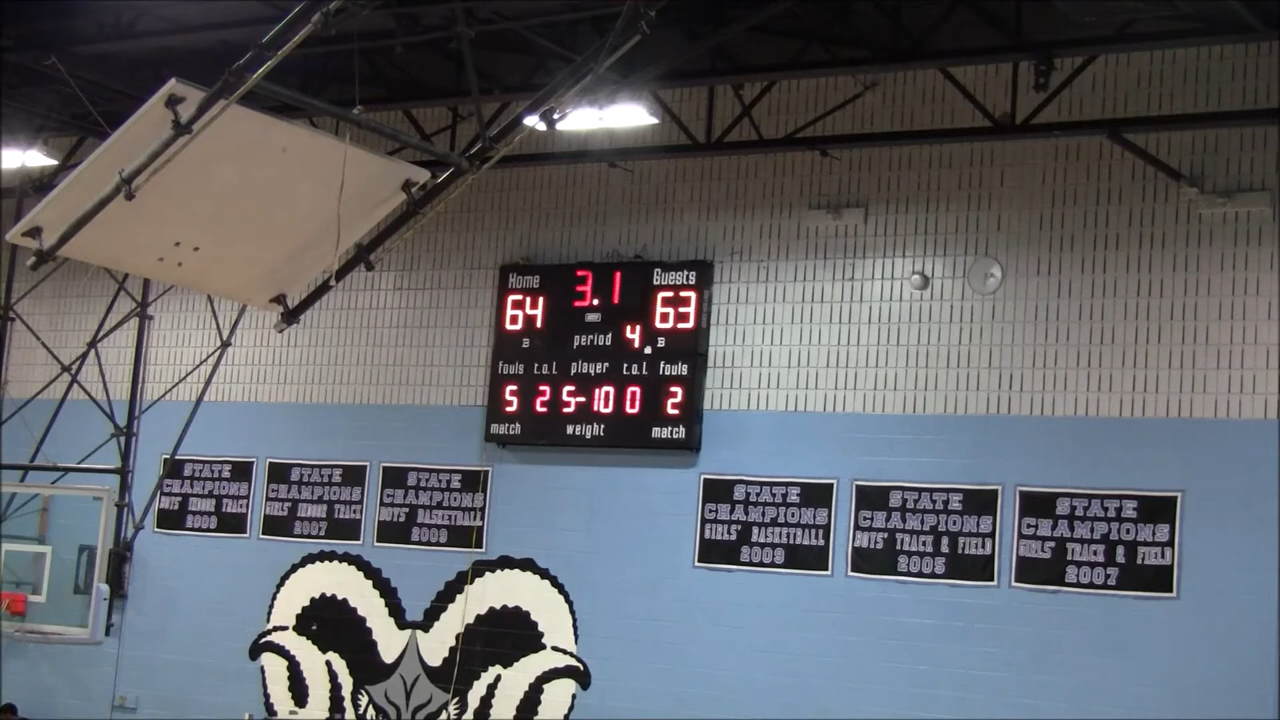 Home 3.1 Guests
64 63
B period 4 B
fouls t.o.l. player t.o.l. fouls
5 2 5-10 0 2
match weight match
STATE
CHAMPIONS
BOYS' INDOOR TRACK
2009
STATE
CHAMPIONS
GIRLS' INDOOR TRACK
2007
STATE
CHAMPIONS
BOYS' BASKETBALL
2009
STATE
CHAMPIONS
GIRLS' BASKETBALL
2009
STATE
CHAMPIONS
BOYS' TRACK & FIELD
2005
STATE
CHAMPIONS
GIRLS' TRACK & FIELD
2007